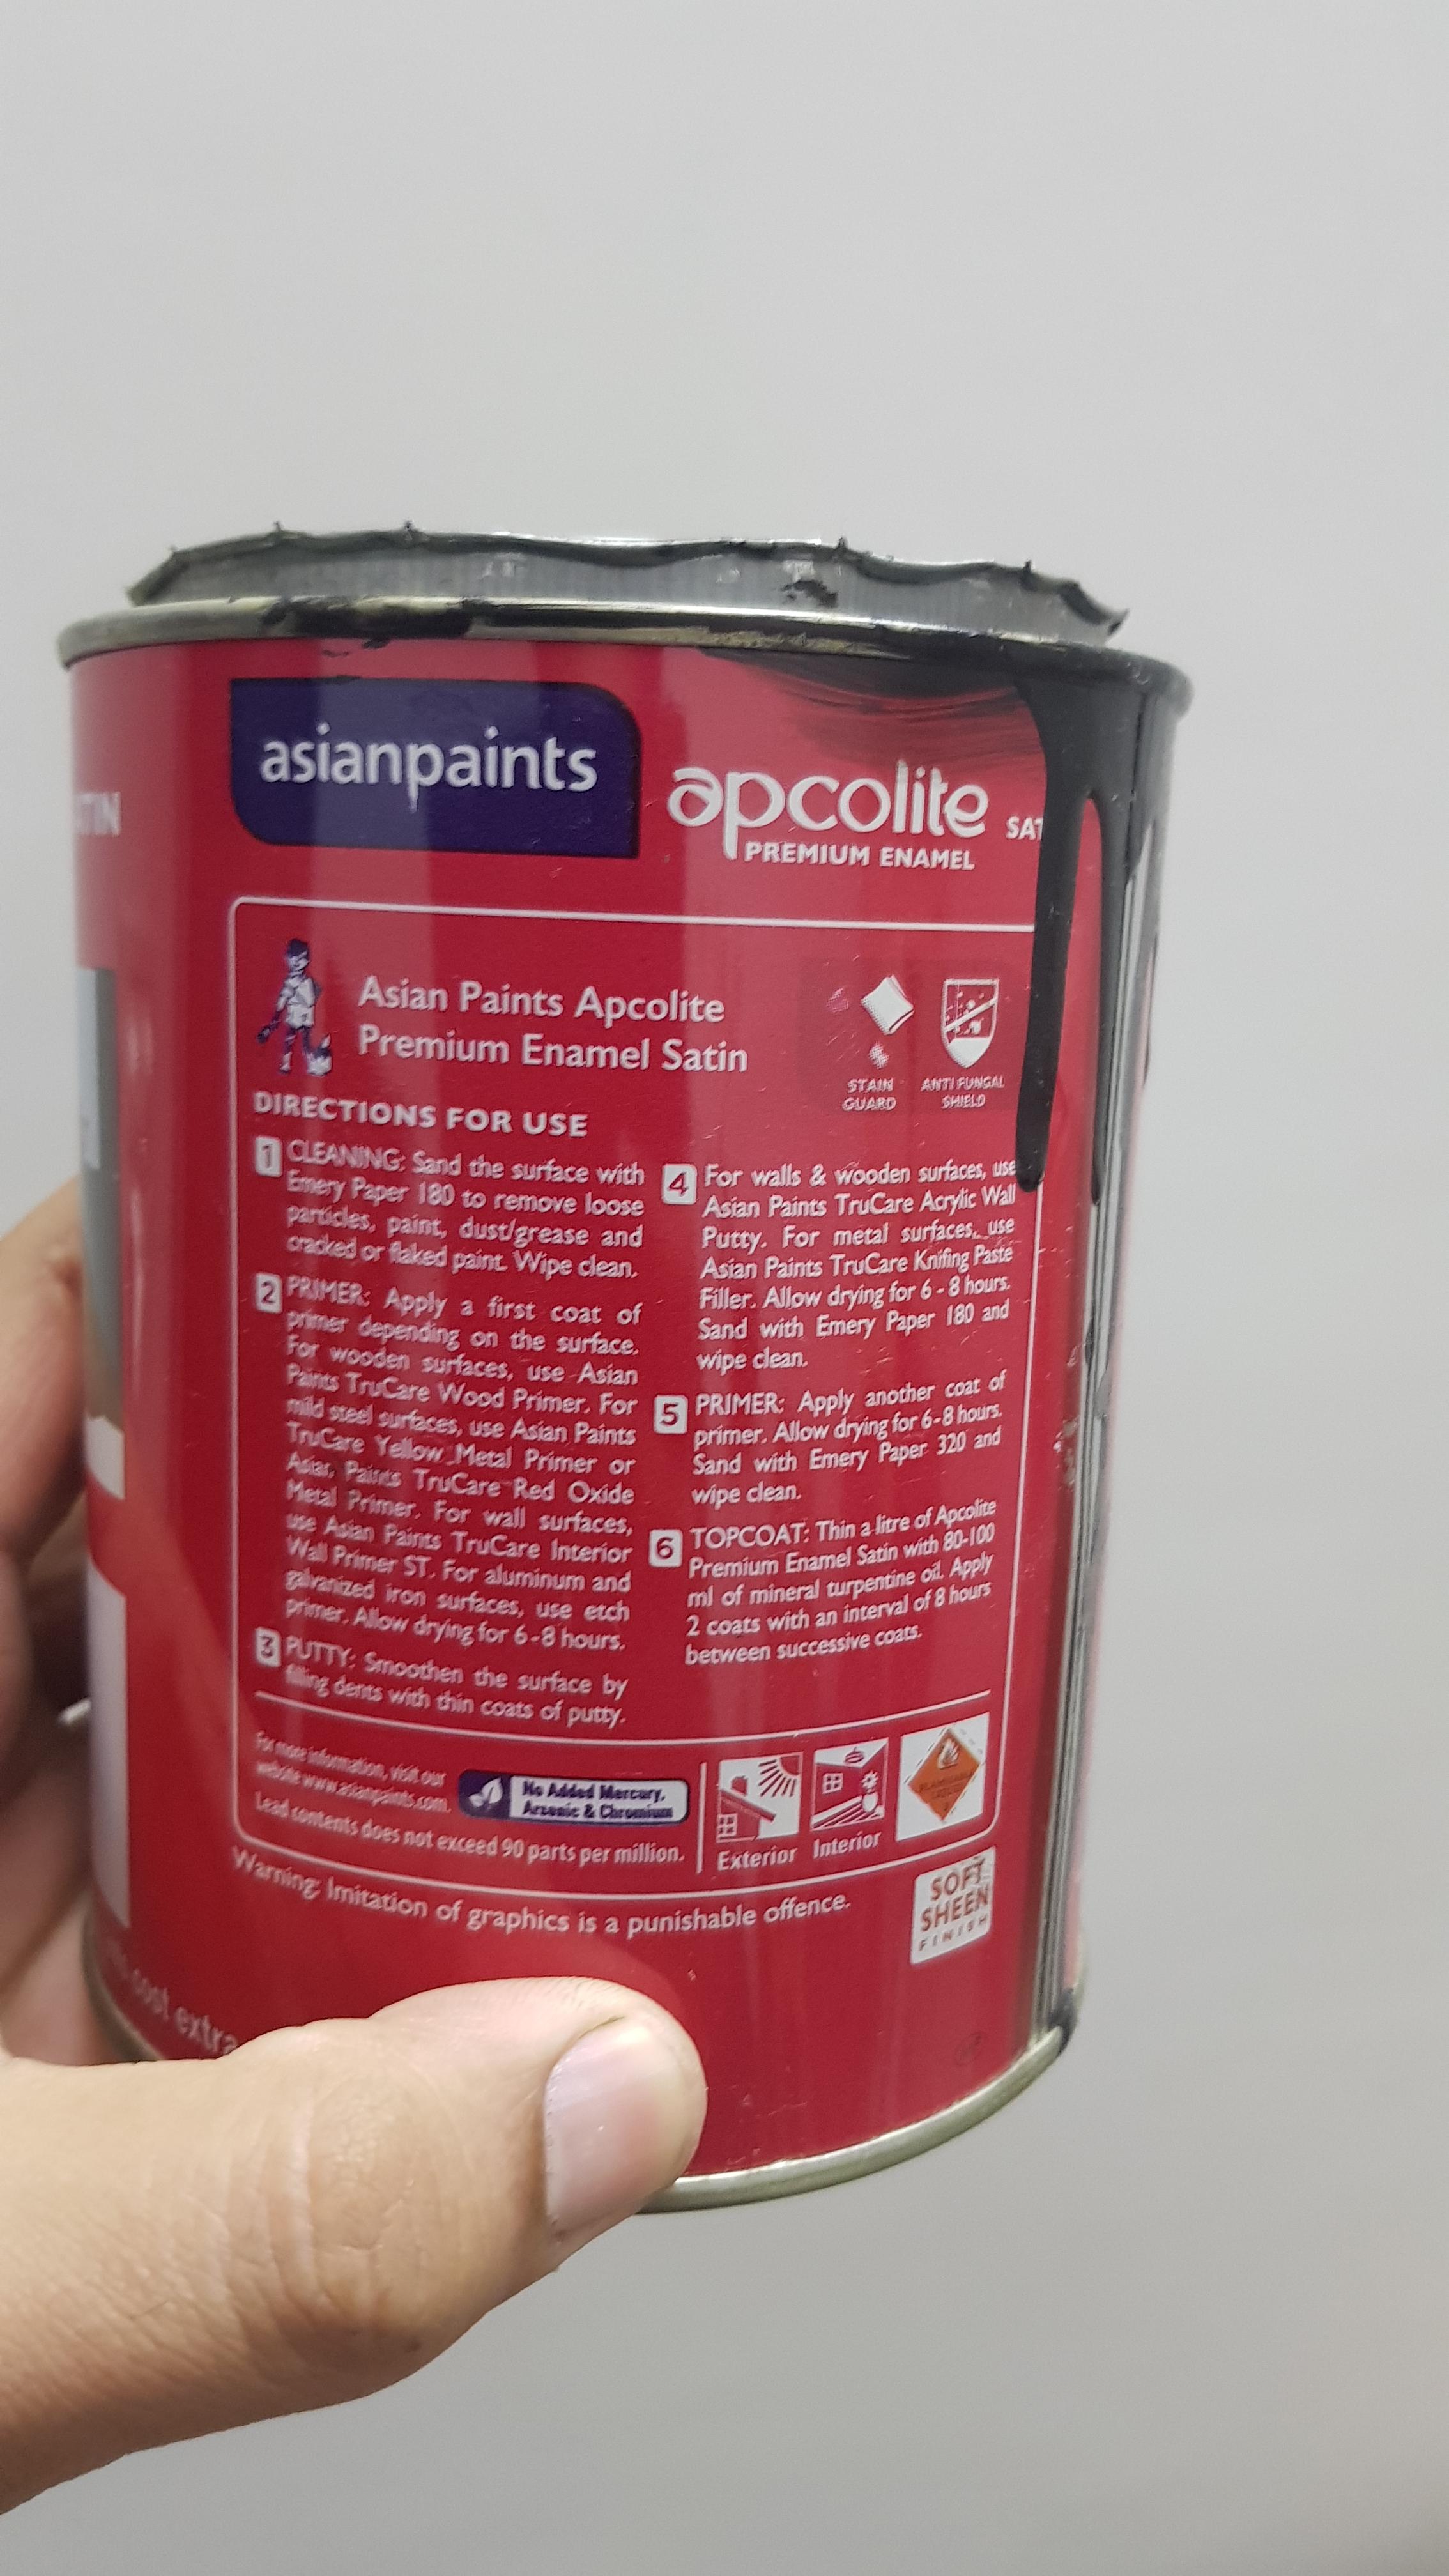 asianpaints
apcolite SAT
PREMIUM ENAMEL
TIN
Asian Paints Apcolite
Premium Enamel Satin
STAIN
GUARD
ANTI FUNGAL
SHIELD
DIRECTIONS FOR USE
1 CLEANING: Sand the surface with
Emery Paper 180 to remove loose
particles, paint, dust/grease and
cracked or flaked paint. Wipe clean.
2 PRIMER: Apply a first coat of
primer depending on the surface.
For wooden surfaces, use Asian
Paints TruCare Wood Primer. For
mild steel surfaces, use Asian Paints
TruCare Yellow Metal Primer or
Asian Paints TruCare Red Oxide
Metal Primer. For wall surfaces,
use Asian Paints TruCare Interior
Wall Primer ST. For aluminum and
galvanized iron surfaces, use etch
primer. Allow drying for 6-8 hours.
3 PUTTY: Smoothen the surface by
filling dents with thin coats of putty.
4 For walls & wooden surfaces, use
Asian Paints TruCare Acrylic Wall
Putty. For metal surfaces, use
Asian Paints TruCare Knifing Paste
Filler. Allow drying for 6 - 8 hours.
Sand with Emery Paper 180 and
wipe clean.
5 PRIMER: Apply another coat of
primer. Allow drying for 6-8 hours.
Sand with Emery Paper 320 and
wipe clean.
6 TOPCOAT: Thin a litre of Apcolite
Premium Enamel Satin with 80-100
ml of mineral turpentine oil. Apply
2 coats with an interval of 8 hours
between successive coats.
For more information, visit our
website www.asianpaints.com.
No Added Mercury,
Arsenic & Chromium
Lead contents does not exceed 90 parts per million.
Exterior
Interior
FLAMMABLE
LIQUID
Warning: Imitation of graphics is a punishable offence.
SOFT
SHEEN
FINISH
cost extra